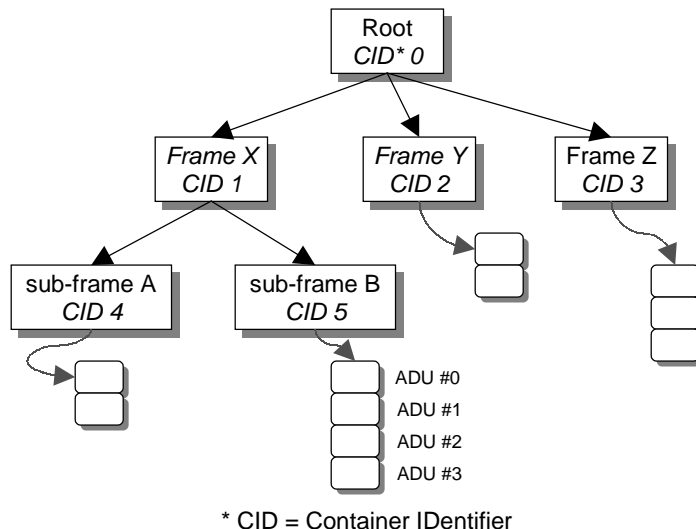 Root
CID* 0
Frame X
CID 1
Frame Y
CID 2
Frame Z
CID 3
sub-frame A
CID 4
sub-frame B
CID 5
ADU #0
ADU #1
ADU #2
ADU #3
* CID = Container IDentifier